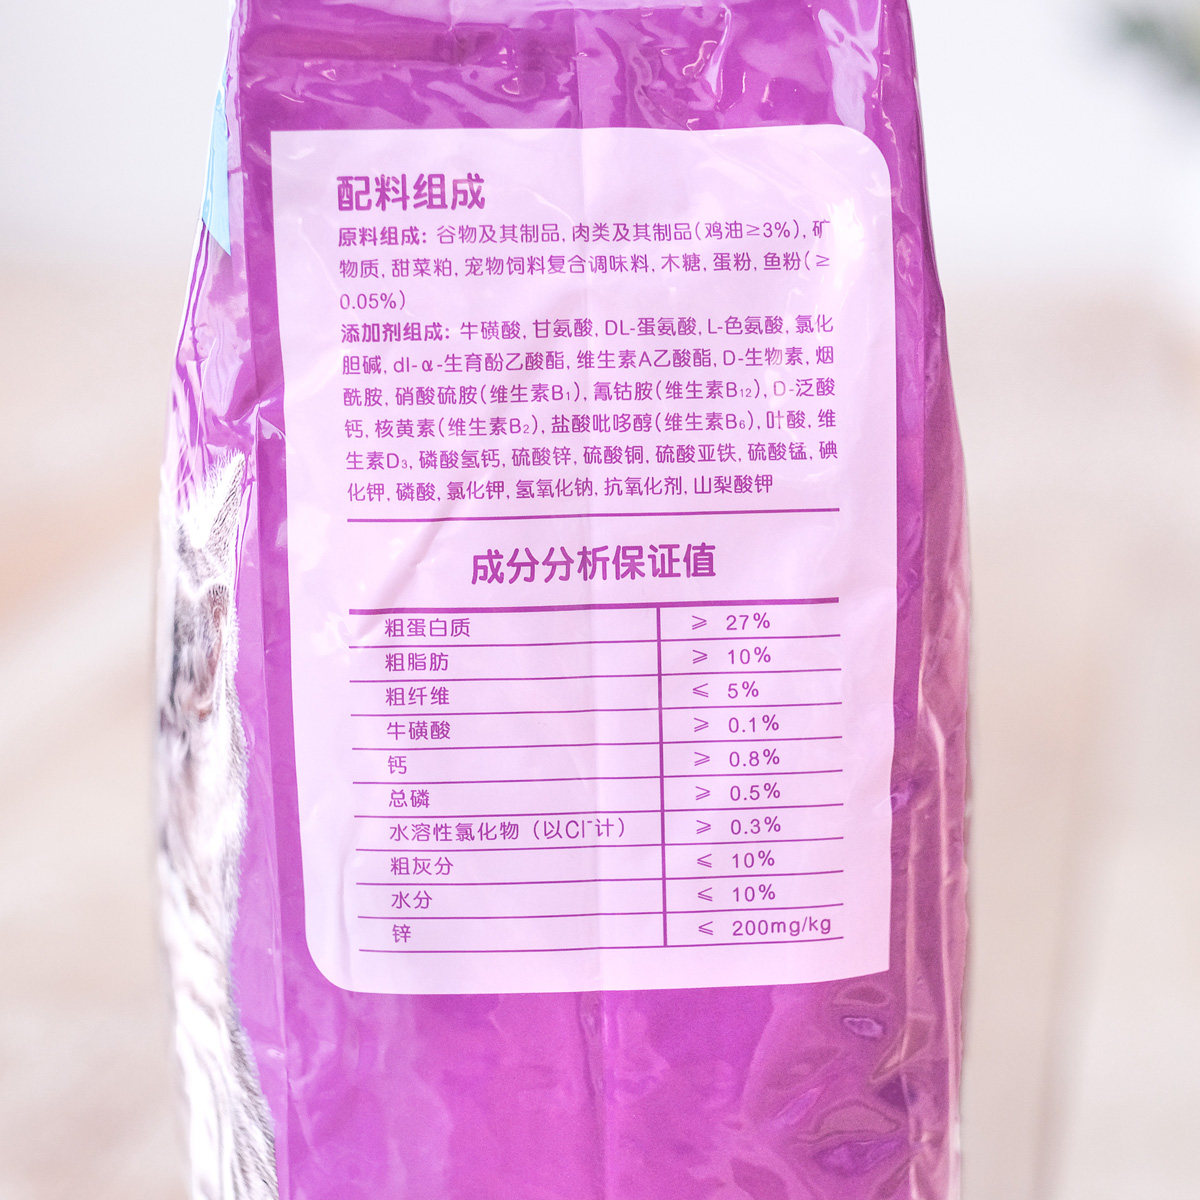 配料组成
原料组成: 谷物及其制品, 肉类及其制品(鸡油≥3%), 矿
物质, 甜菜粕, 宠物饲料复合调味料, 木糖, 蛋粉, 鱼粉(≥
0.05%)
添加剂组成: 牛磺酸, 甘氨酸, DL-蛋氨酸, L-色氨酸, 氯化
胆碱, dl-α-生育酚乙酸酯, 维生素A乙酸酯, D-生物素, 烟
酰胺, 硝酸硫胺(维生素B₁), 氰钴胺(维生素B₁₂), D-泛酸
钙, 核黄素(维生素B₂), 盐酸吡哆醇(维生素B₆), 叶酸, 维
生素D₃, 磷酸氢钙, 硫酸锌, 硫酸铜, 硫酸亚铁, 硫酸锰, 碘
化钾, 磷酸, 氯化钾, 氢氧化钠, 抗氧化剂, 山梨酸钾
成分分析保证值
粗蛋白质 ≥ 27%
粗脂肪 ≥ 10%
粗纤维 ≤ 5%
牛磺酸 ≥ 0.1%
钙 ≥ 0.8%
总磷 ≥ 0.5%
水溶性氯化物（以Cl⁻计） ≥ 0.3%
粗灰分 ≤ 10%
水分 ≤ 10%
锌 ≤ 200mg/kg